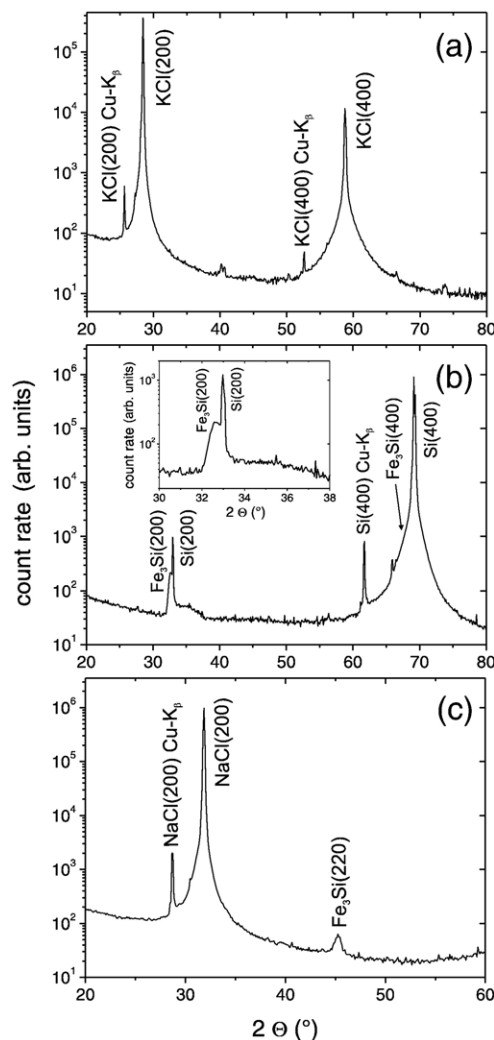 (a)
KCl(200) Cu-Kβ
KCl(200)
KCl(400) Cu-Kβ
KCl(400)
10⁵
10⁴
10³
10²
10¹
20 30 40 50 60 70 80
(b)
count rate (arb. units)
10⁶
10⁵
10⁴
10³
10²
10¹
count rate (arb. units)
10³
10²
Fe₃Si(200)
Si(200)
30 32 34 36 38
2 Θ (°)
Fe₃Si(200)
Si(200)
Si(400) Cu-Kβ
Fe₃Si(400)
Si(400)
20 30 40 50 60 70 80
(c)
10⁶
10⁵
10⁴
10³
10²
10¹
NaCl(200) Cu-Kβ
NaCl(200)
Fe₃Si(220)
20 30 40 50 60
2 Θ (°)